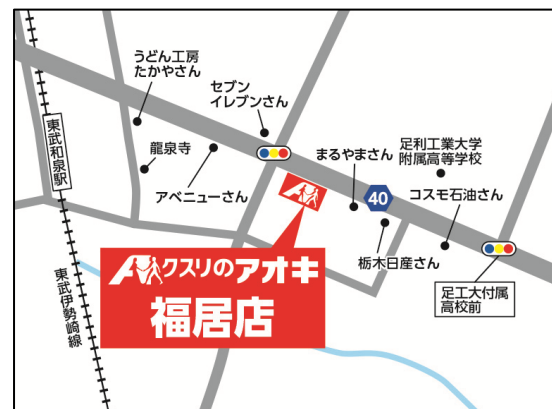 うどん工房
たかやさん
セブン
イレブンさん
東武和泉駅
龍泉寺
アベニューさん
まるやまさん
足利工業大学
附属高等学校
40
コスモ石油さん
栃木日産さん
足工大付属
高校前
クスリのアオキ
福居店
東武伊勢崎線